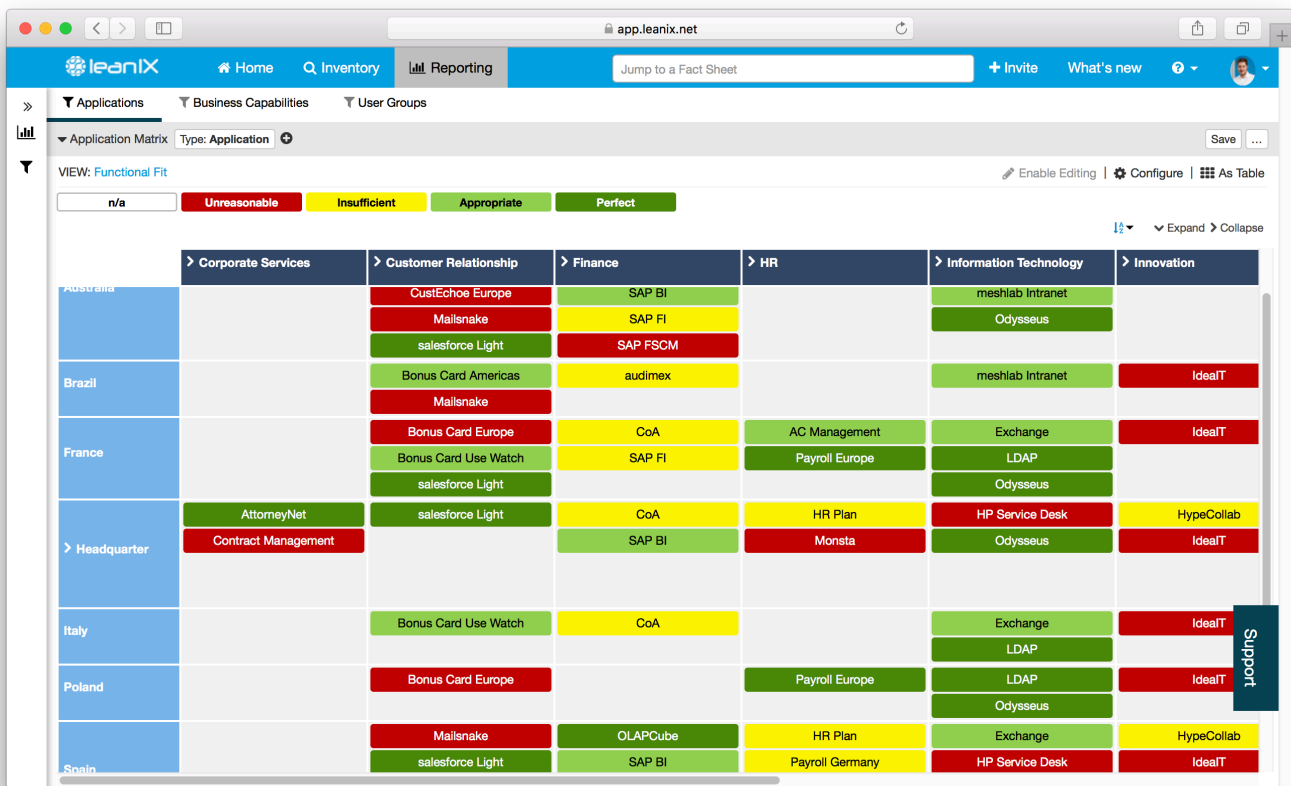 app.leanix.net
leanIX Home Inventory Reporting Jump to a Fact Sheet Invite What's new
Applications Business Capabilities User Groups
Application Matrix Type: Application Save ...
VIEW: Functional Fit Enable Editing | Configure | As Table
n/a Unreasonable Insufficient Appropriate Perfect
Expand Collapse
Corporate Services Customer Relationship Finance HR Information Technology Innovation
Australia CustEchoe Europe SAP BI meshlab Intranet
Mailsnake SAP FI Odysseus
salesforce Light SAP FSCM
Brazil Bonus Card Americas audimex meshlab Intranet IdealT
Mailsnake
France Bonus Card Europe CoA AC Management Exchange IdealT
Bonus Card Use Watch SAP FI Payroll Europe LDAP
salesforce Light Odysseus
Headquarter AttorneyNet salesforce Light CoA HR Plan HP Service Desk HypeCollab
Contract Management SAP BI Monsta Odysseus IdealT
Italy Bonus Card Use Watch CoA Exchange IdealT
LDAP
Support
Poland Bonus Card Europe Payroll Europe LDAP IdealT
Odysseus
Spain Mailsnake OLAPCube HR Plan Exchange HypeCollab
salesforce Light SAP BI Payroll Germany HP Service Desk IdealT